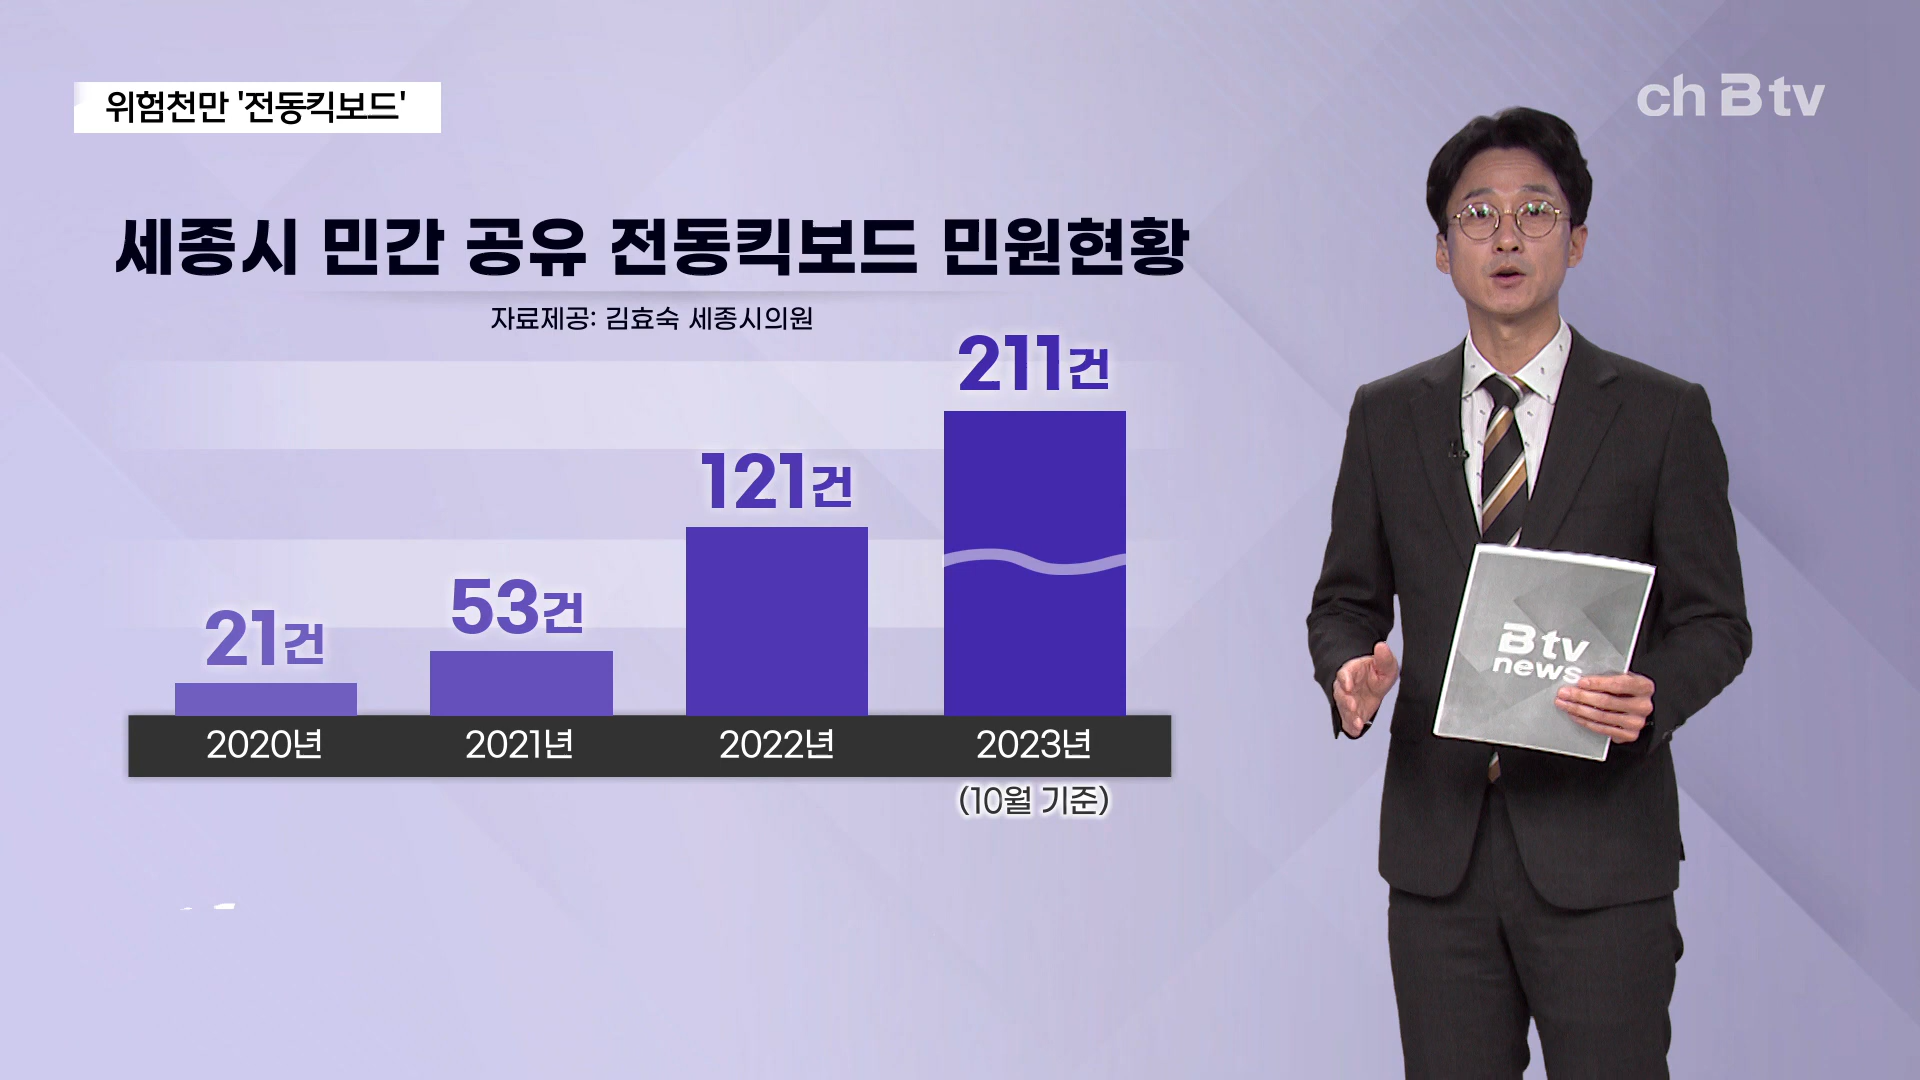 위험천만 '전동킥보드'
ch B tv
세종시 민간 공유 전동킥보드 민원현황
자료제공: 김효숙 세종시의원
21건
53건
121건
211건
2020년
2021년
2022년
2023년
(10월 기준)
B tv
news